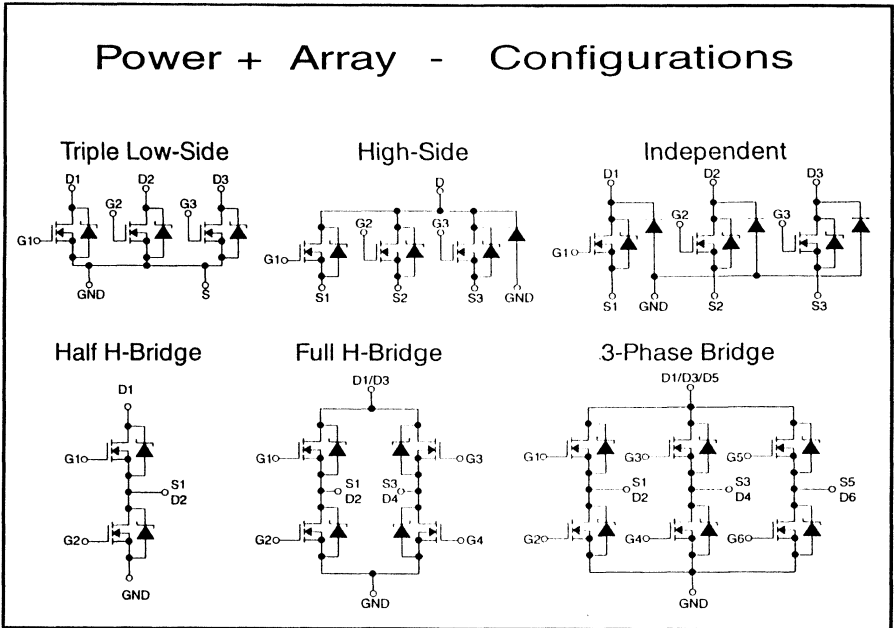 Power + Array - Configurations
Triple Low-Side
High-Side
Independent
D1 D2 D3
G2 G3
G1
GND S
D
G2 G3
G1
S1 S2 S3 GND
D1 D2 D3
G2 G3
G1
S1 GND S2 S3
Half H-Bridge
Full H-Bridge
3-Phase Bridge
D1
G1
S1
D2
G2
GND
D1/D3
G1 G3
S1 S3
D2 D4
G2 G4
GND
D1/D3/D5
G1 G3 G5
S1 S3 S5
D2 D4 D6
G2 G4 G6
GND